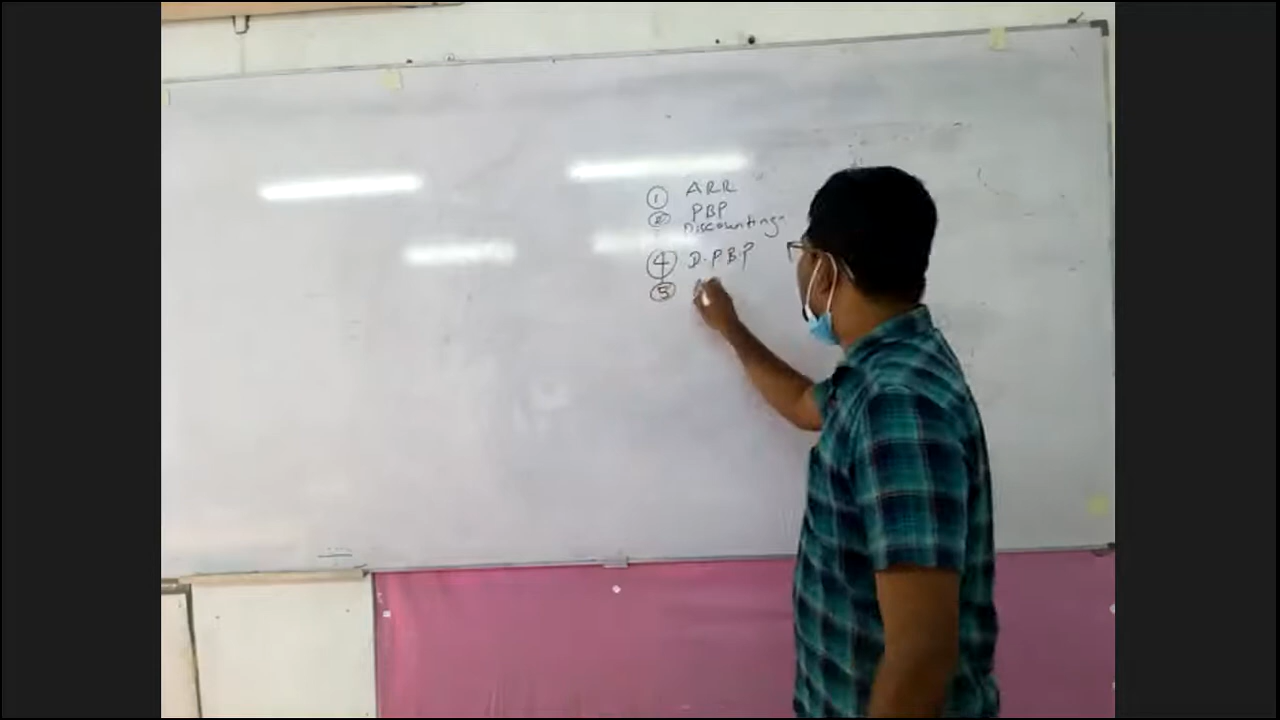 ① ARR
② PBP
Discounting
④ D.P.B.P
⑤